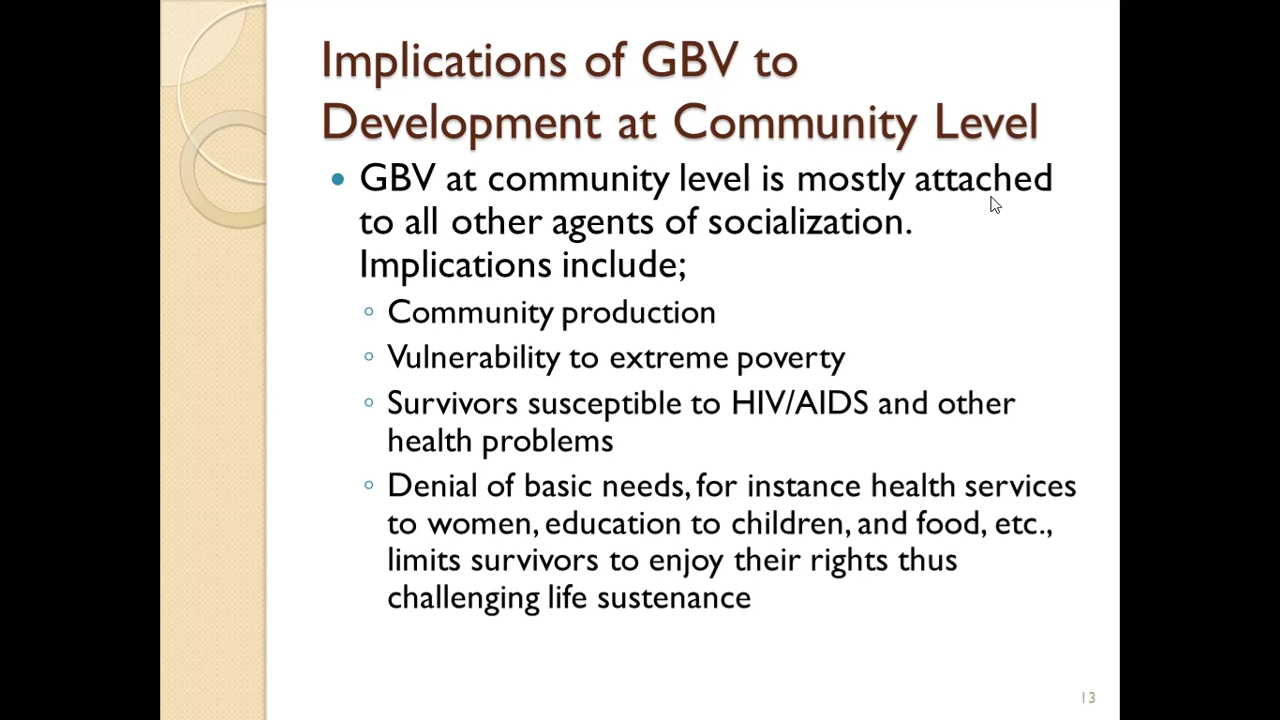 Implications of GBV to
Development at Community Level
• GBV at community level is mostly attached
to all other agents of socialization.
Implications include;
◦ Community production
◦ Vulnerability to extreme poverty
◦ Survivors susceptible to HIV/AIDS and other
health problems
◦ Denial of basic needs, for instance health services
to women, education to children, and food, etc.,
limits survivors to enjoy their rights thus
challenging life sustenance
13